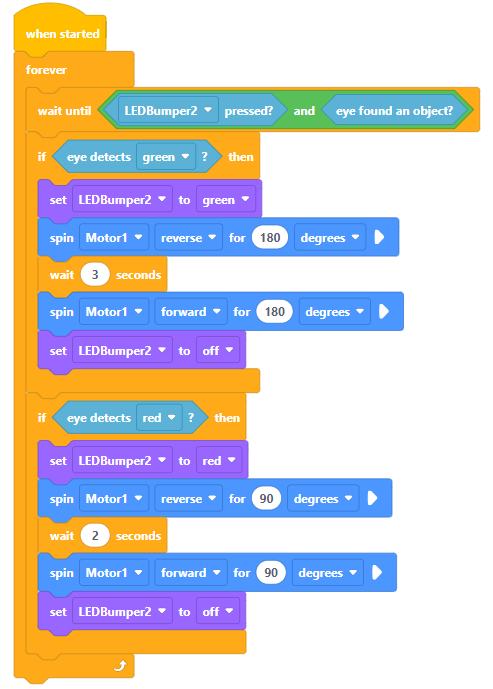 when started
forever
wait until LEDBumper2 pressed? and eye found an object?
if eye detects green ? then
set LEDBumper2 to green
spin Motor1 reverse for 180 degrees
wait 3 seconds
spin Motor1 forward for 180 degrees
set LEDBumper2 to off
if eye detects red ? then
set LEDBumper2 to red
spin Motor1 reverse for 90 degrees
wait 2 seconds
spin Motor1 forward for 90 degrees
set LEDBumper2 to off